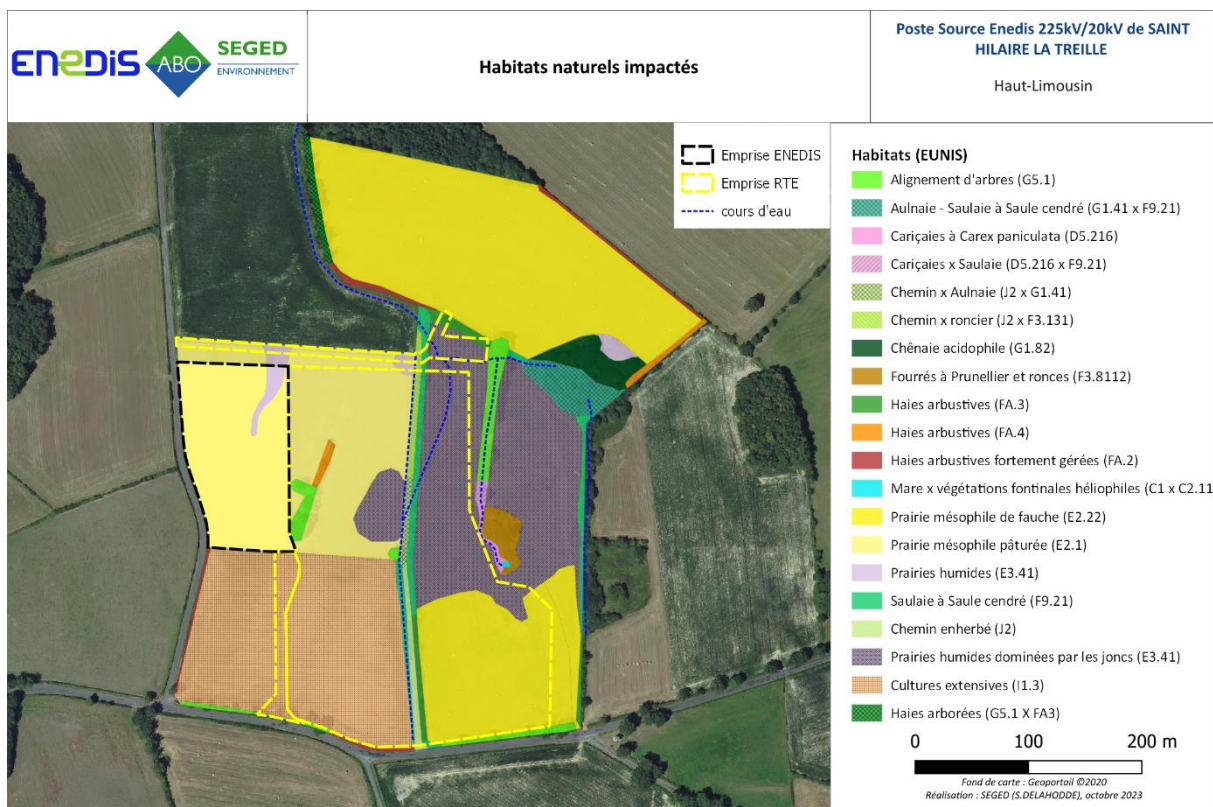 ENEDIS
ABO
SEGED
ENVIRONNEMENT
Habitats naturels impactés
Poste Source Enedis 225kV/20kV de SAINT
HILAIRE LA TREILLE
Haut-Limousin
Emprise ENEDIS
Emprise RTE
cours d'eau
Habitats (EUNIS)
Alignement d'arbres (G5.1)
Aulnaie - Saulaie à Saule cendré (G1.41 x F9.21)
Cariçaies à Carex paniculata (D5.216)
Cariçaies x Saulaie (D5.216 x F9.21)
Chemin x Aulnaie (J2 x G1.41)
Chemin x roncier (J2 x F3.131)
Chênaie acidophile (G1.82)
Fourrés à Prunellier et ronces (F3.8112)
Haies arbustives (FA.3)
Haies arbustives (FA.4)
Haies arbustives fortement gérées (FA.2)
Mare x végétations fontinales héliophiles (C1 x C2.11
Prairie mésophile de fauche (E2.22)
Prairie mésophile pâturée (E2.1)
Prairies humides (E3.41)
Saulaie à Saule cendré (F9.21)
Chemin enherbé (J2)
Prairies humides dominées par les joncs (E3.41)
Cultures extensives (I1.3)
Haies arborées (G5.1 X FA3)
0 100 200 m
Fond de carte : Geoportail ©2020
Réalisation : SEGED (S.DELAHODDE), octobre 2023